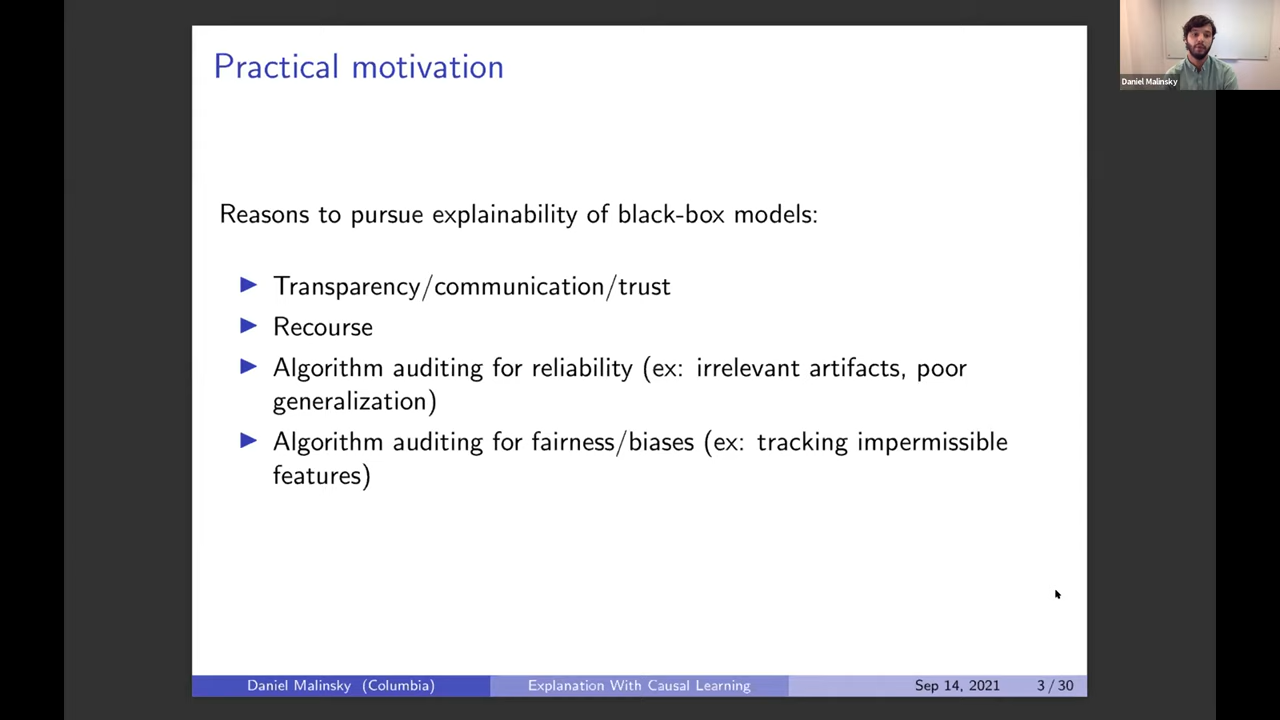 Practical motivation
Daniel Malinsky
Reasons to pursue explainability of black-box models:
Transparency/communication/trust
Recourse
Algorithm auditing for reliability (ex: irrelevant artifacts, poor
generalization)
Algorithm auditing for fairness/biases (ex: tracking impermissible
features)
Daniel Malinsky (Columbia)
Explanation With Causal Learning
Sep 14, 2021
3 / 30